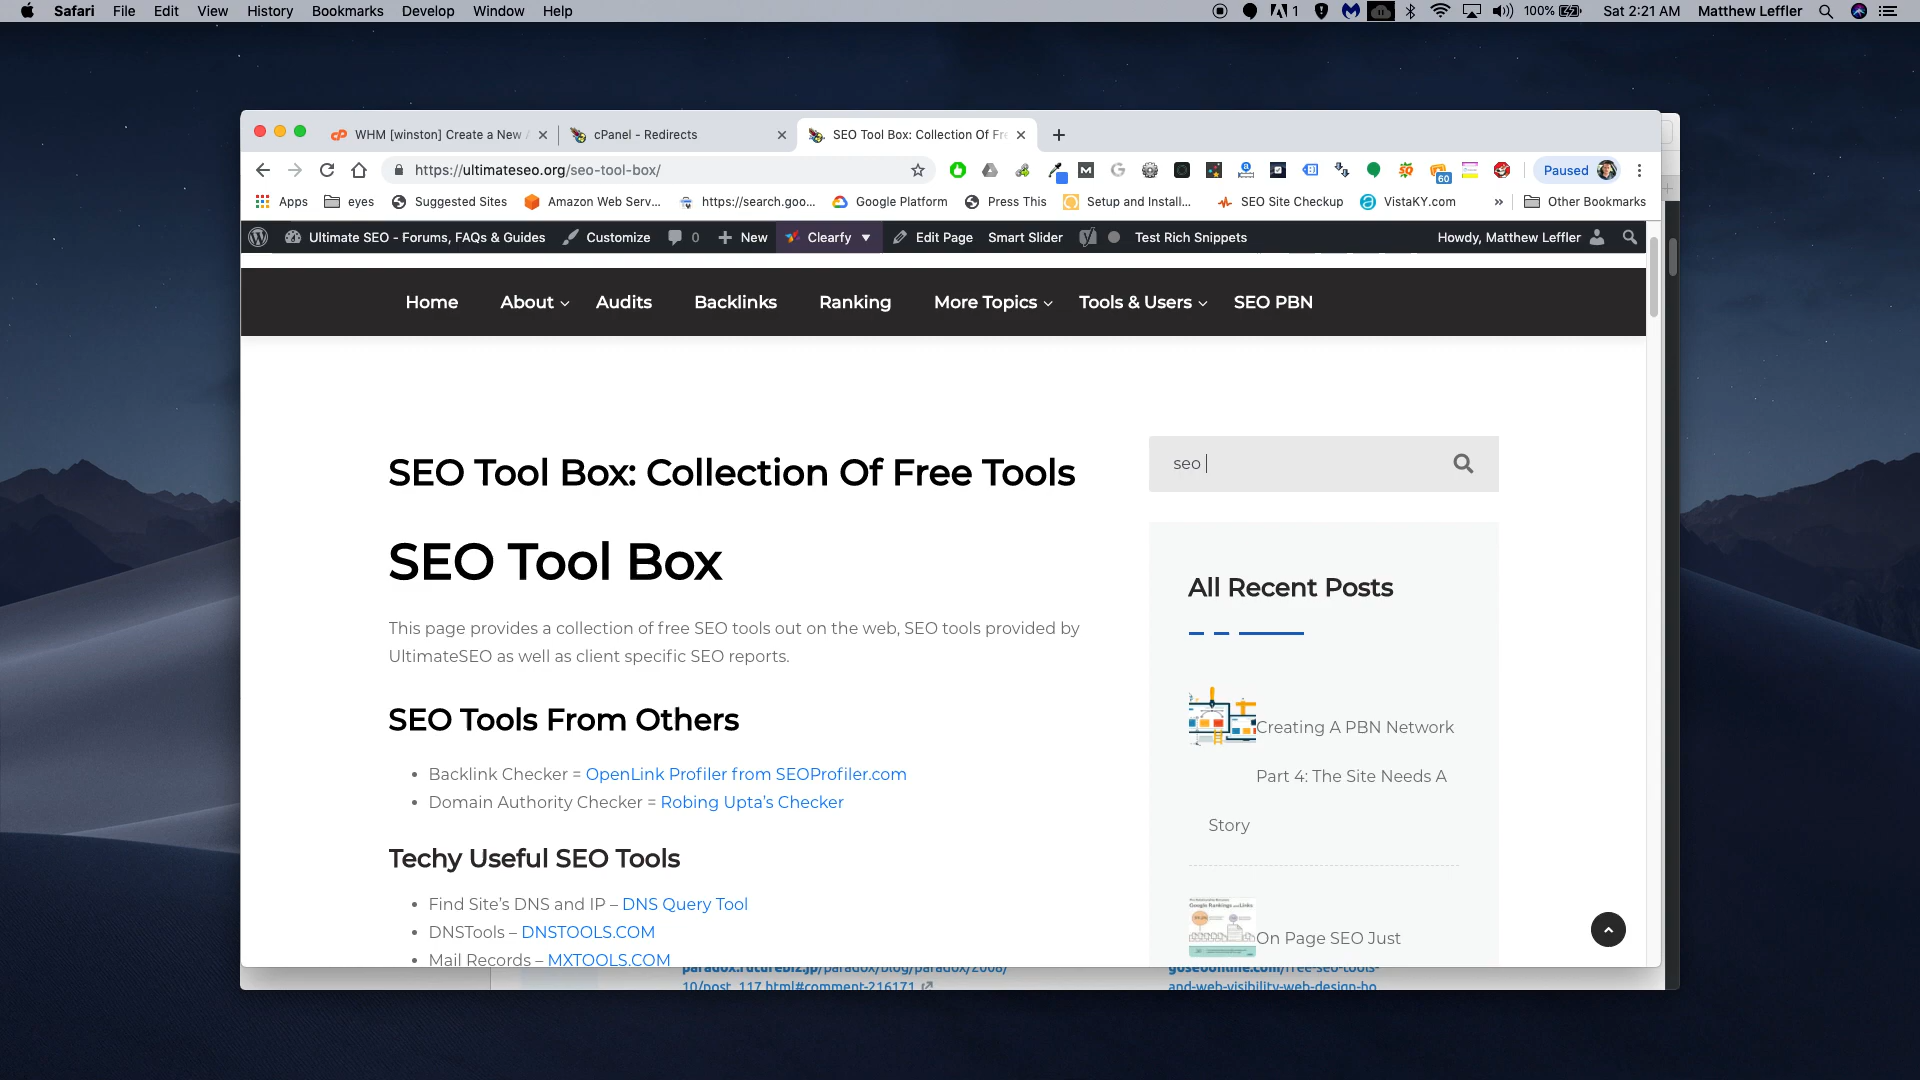 Safari File Edit View History Bookmarks Develop Window Help
1 100% Sat 2:21 AM Matthew Leffler
WHM [winston] Create a New
cPanel - Redirects
SEO Tool Box: Collection Of Fr
https://ultimateseo.org/seo-tool-box/
60
Paused
Apps eyes Suggested Sites Amazon Web Serv... https://search.goo... Google Platform Press This Setup and Install... SEO Site Checkup VistaKY.com » Other Bookmarks
Ultimate SEO - Forums, FAQs & Guides Customize 0 New Clearfy Edit Page Smart Slider Test Rich Snippets Howdy, Matthew Leffler
Home About Audits Backlinks Ranking More Topics Tools & Users SEO PBN
SEO Tool Box: Collection Of Free Tools
SEO Tool Box
This page provides a collection of free SEO tools out on the web, SEO tools provided by
UltimateSEO as well as client specific SEO reports.
SEO Tools From Others
Backlink Checker = OpenLink Profiler from SEOProfiler.com
Domain Authority Checker = Robing Upta's Checker
Techy Useful SEO Tools
Find Site's DNS and IP – DNS Query Tool
DNSTools – DNSTOOLS.COM
Mail Records – MXTOOLS.COM
seo
All Recent Posts
Creating A PBN Network
Part 4: The Site Needs A
Story
Google Rankings and Links
On Page SEO Just
paradox.futurebiz.jp/paradox/blog/paradox/2008/
10/post_117.html#comment-216171
goseoonline.com/free-seo-tools-
and-web-visibility-web-design-ho